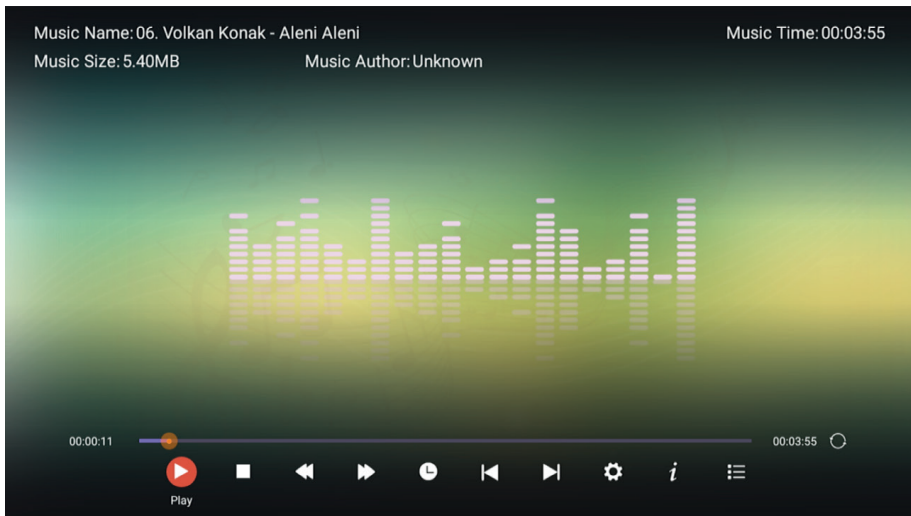 Music Name: 06. Volkan Konak - Aleni Aleni
Music Time: 00:03:55
Music Size: 5.40MB
Music Author: Unknown
00:00:11
00:03:55
i
Play